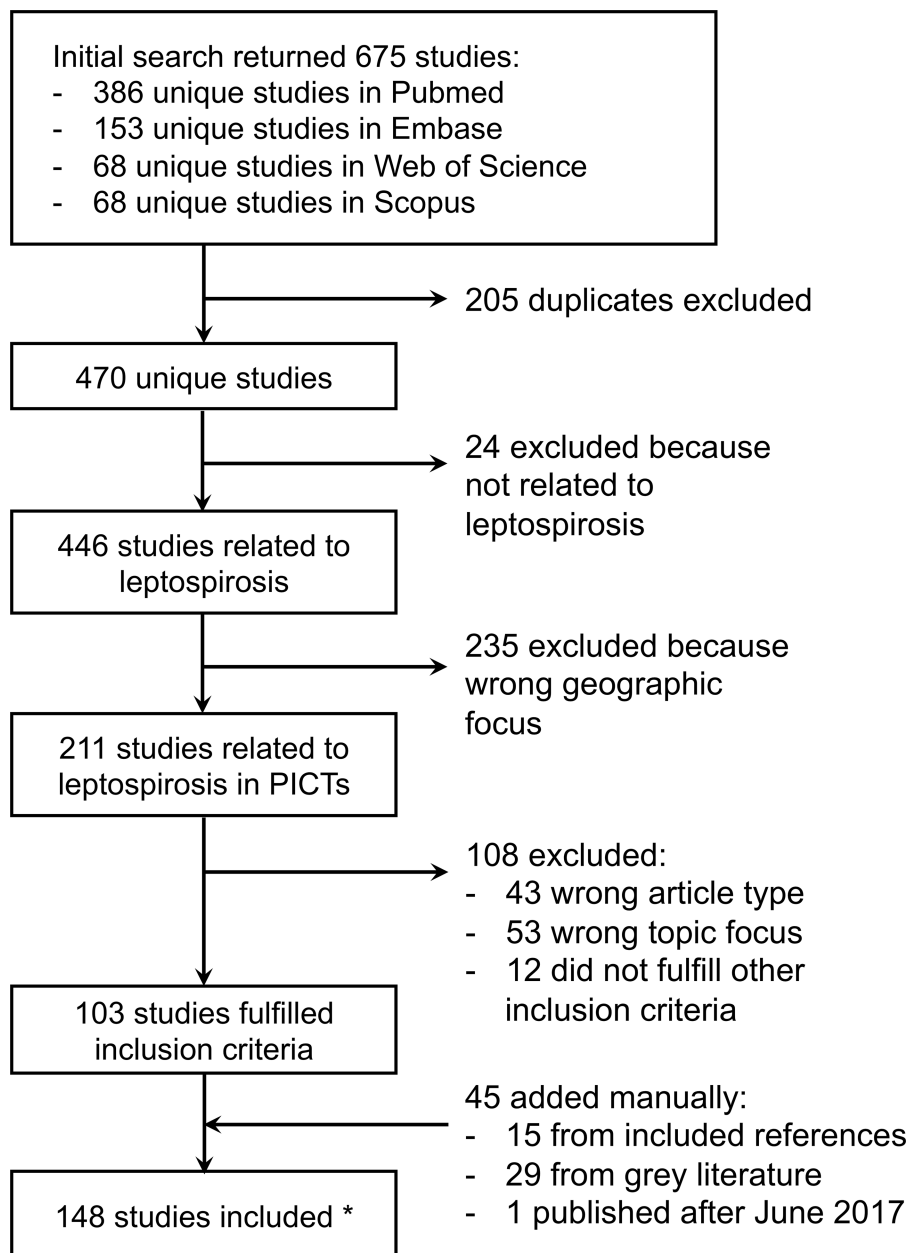 Initial search returned 675 studies:
- 386 unique studies in Pubmed
- 153 unique studies in Embase
- 68 unique studies in Web of Science
- 68 unique studies in Scopus
205 duplicates excluded
470 unique studies
24 excluded because
not related to
leptospirosis
446 studies related to
leptospirosis
235 excluded because
wrong geographic
focus
211 studies related to
leptospirosis in PICTs
108 excluded:
- 43 wrong article type
- 53 wrong topic focus
- 12 did not fulfill other
inclusion criteria
103 studies fulfilled
inclusion criteria
45 added manually:
- 15 from included references
- 29 from grey literature
- 1 published after June 2017
148 studies included *